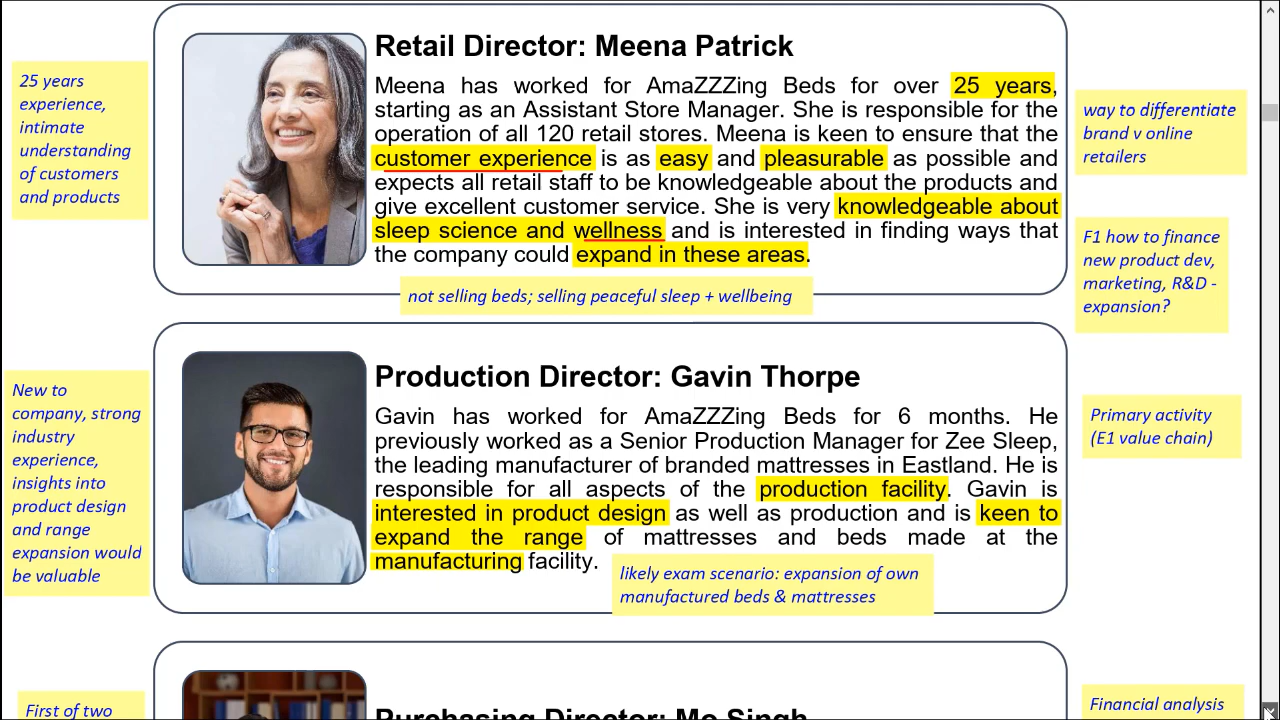 25 years
experience,
intimate
understanding
of customers
and products
Retail Director: Meena Patrick
Meena has worked for AmaZZZing Beds for over 25 years,
starting as an Assistant Store Manager. She is responsible for the
operation of all 120 retail stores. Meena is keen to ensure that the
customer experience is as easy and pleasurable as possible and
expects all retail staff to be knowledgeable about the products and
give excellent customer service. She is very knowledgeable about
sleep science and wellness and is interested in finding ways that
the company could expand in these areas.
not selling beds; selling peaceful sleep + wellbeing
way to differentiate
brand v online
retailers
F1 how to finance
new product dev,
marketing, R&D -
expansion?
New to
company, strong
industry
experience,
insights into
product design
and range
expansion would
be valuable
Production Director: Gavin Thorpe
Gavin has worked for AmaZZZing Beds for 6 months. He
previously worked as a Senior Production Manager for Zee Sleep,
the leading manufacturer of branded mattresses in Eastland. He is
responsible for all aspects of the production facility. Gavin is
interested in product design as well as production and is keen to
expand the range of mattresses and beds made at the
manufacturing facility.
likely exam scenario: expansion of own
manufactured beds & mattresses
Primary activity
(E1 value chain)
First of two
Purchasing Director: Mo Singh
Financial analysis